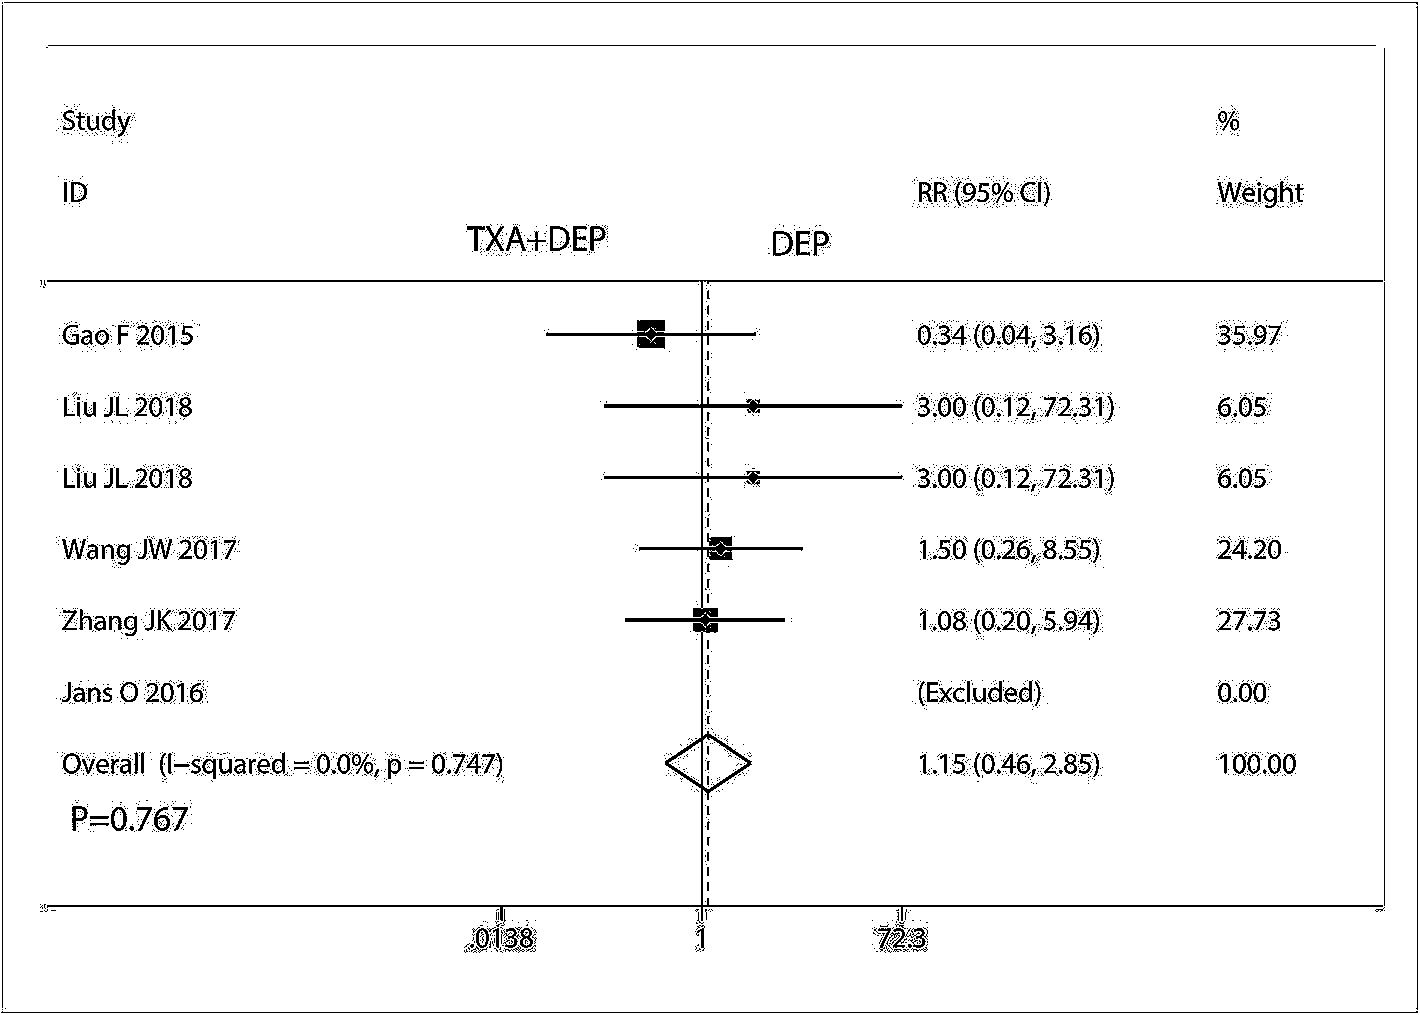 Study %
ID RR (95% CI) Weight
TXA+DEP DEP
Gao F 2015 0.34 (0.04, 3.16) 35.97
Liu JL 2018 3.00 (0.12, 72.31) 6.05
Liu JL 2018 3.00 (0.12, 72.31) 6.05
Wang JW 2017 1.50 (0.26, 8.55) 24.20
Zhang JK 2017 1.08 (0.20, 5.94) 27.73
Jans O 2016 (Excluded) 0.00
Overall (I−squared = 0.0%, p = 0.747) 1.15 (0.46, 2.85) 100.00
P=0.767
.0138 1 72.3